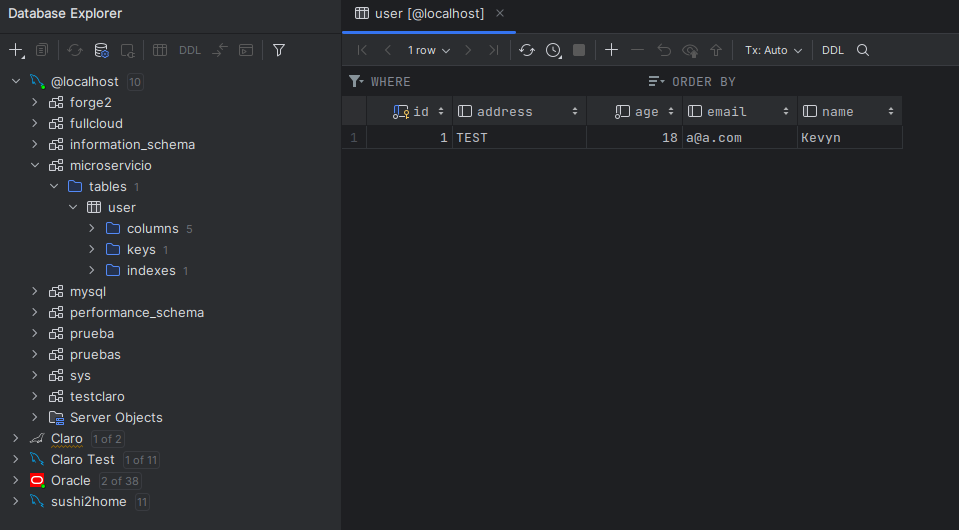 Database Explorer
user [@localhost]
DDL
1 row
Tx: Auto
DDL
WHERE
ORDER BY
@localhost 10
forge2
fullcloud
information_schema
microservicio
tables 1
user
columns 5
keys 1
indexes 1
mysql
performance_schema
prueba
pruebas
sys
testclaro
Server Objects
Claro 1 of 2
Claro Test 1 of 11
Oracle 2 of 38
sushi2home 11
id address age email name
1 1 TEST 18 a@a.com Kevyn